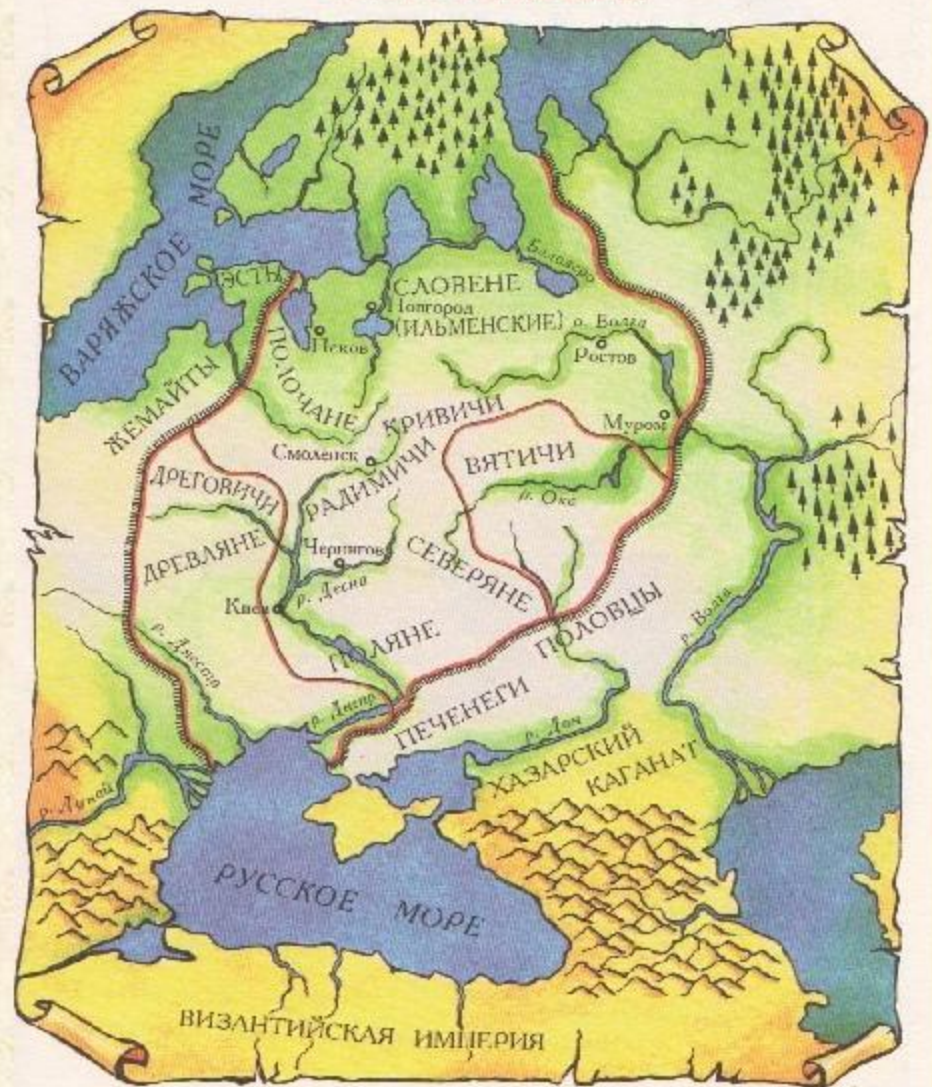 ВАРЯЖСКОЕ МОРЕ
ЭСТЫ
СЛОВЕНЕ
Новгород
(ИЛЬМЕНСКИЕ)
Белоозеро
р. Волга
Ростов
Псков
ПОЛОЧАНЕ
ЖЕМАЙТЫ
КРИВИЧИ
Муром
Смоленск
РАДИМИЧИ
ВЯТИЧИ
р. Ока
ДРЕГОВИЧИ
ДРЕВЛЯНЕ
Чернигов
р. Десна
СЕВЕРЯНЕ
Киев
ПОЛЯНЕ
ПОЛОВЦЫ
р. Волга
р. Днестр
р. Днепр
ПЕЧЕНЕГИ
р. Дон
ХАЗАРСКИЙ
КАГАНАТ
р. Дунай
РУССКОЕ МОРЕ
ВИЗАНТИЙСКАЯ ИМПЕРИЯ